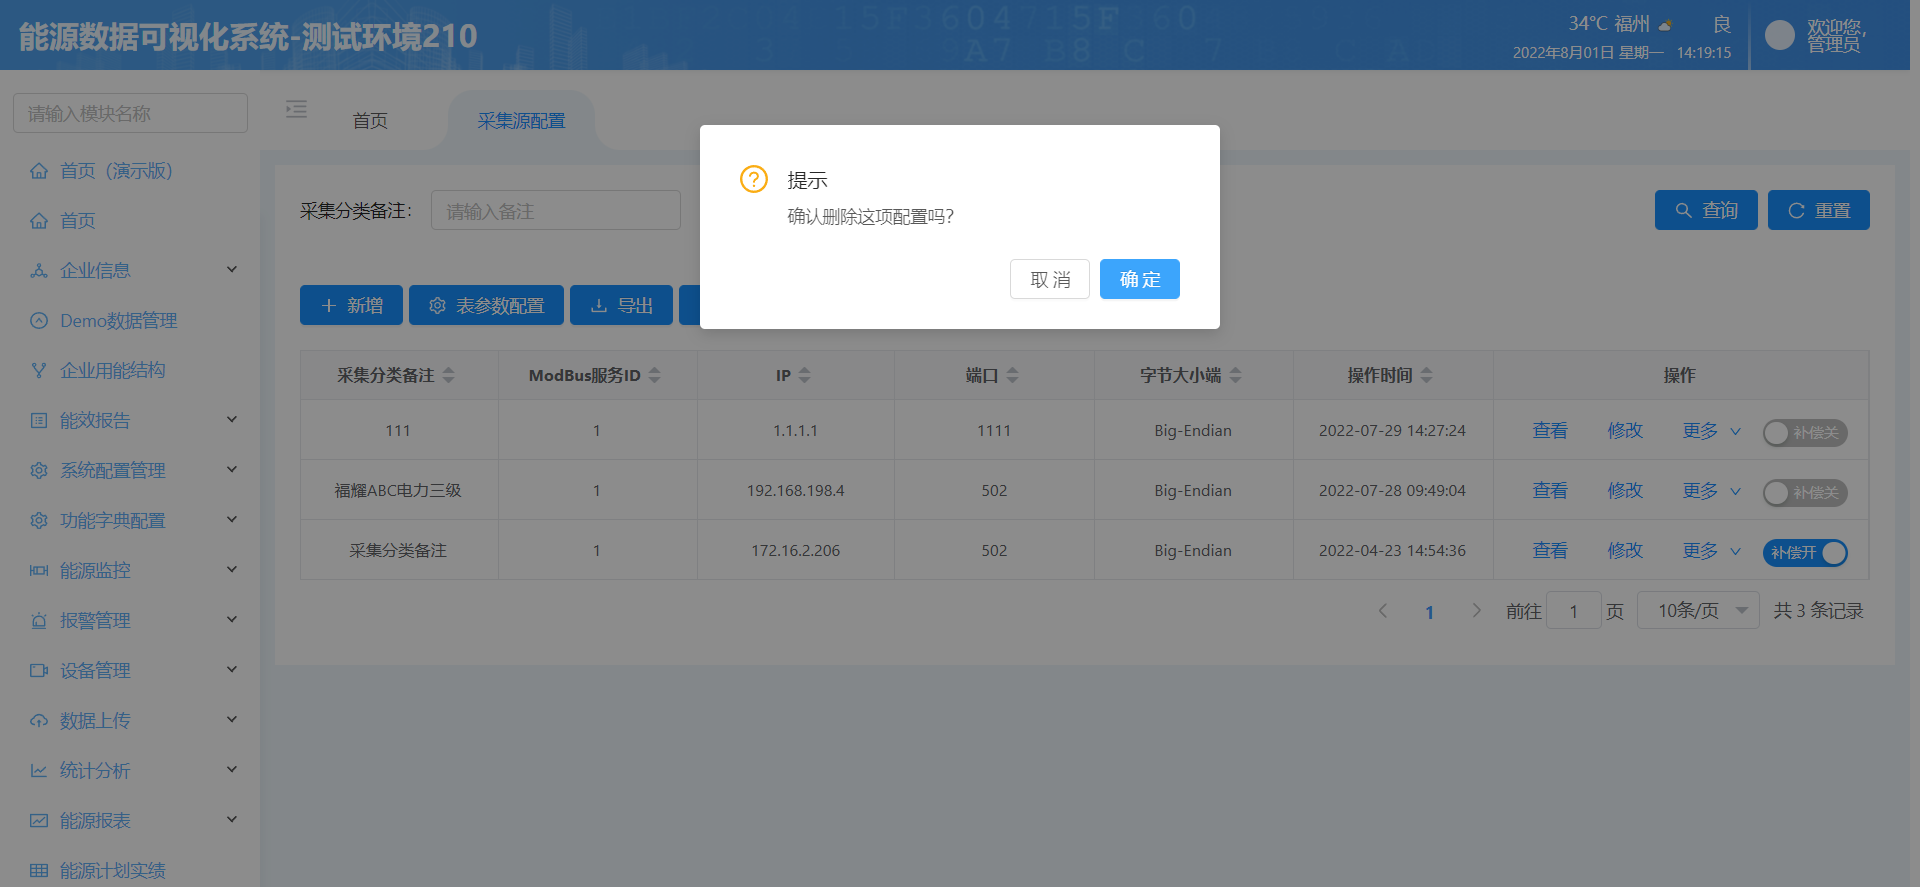 能源数据可视化系统-测试环境210
34℃ 福州 良
2022年8月01日 星期一 14:19:15
欢迎您,
管理员
请输入模块名称
首页（演示版）
首页
企业信息
Demo数据管理
企业用能结构
能效报告
系统配置管理
功能字典配置
能源监控
报警管理
设备管理
数据上传
统计分析
能源报表
能源计划实绩
首页 采集源配置
采集分类备注: 请输入备注
查询 重置
新增 表参数配置 导出
提示
确认删除这项配置吗?
取 消 确 定
采集分类备注 ModBus服务ID IP 端口 字节大小端 操作时间 操作
111 1 1.1.1.1 1111 Big-Endian 2022-07-29 14:27:24 查看 修改 更多 补偿关
福耀ABC电力三级 1 192.168.198.4 502 Big-Endian 2022-07-28 09:49:04 查看 修改 更多 补偿关
采集分类备注 1 172.16.2.206 502 Big-Endian 2022-04-23 14:54:36 查看 修改 更多 补偿开
1 前往 1 页 10条/页 共 3 条记录